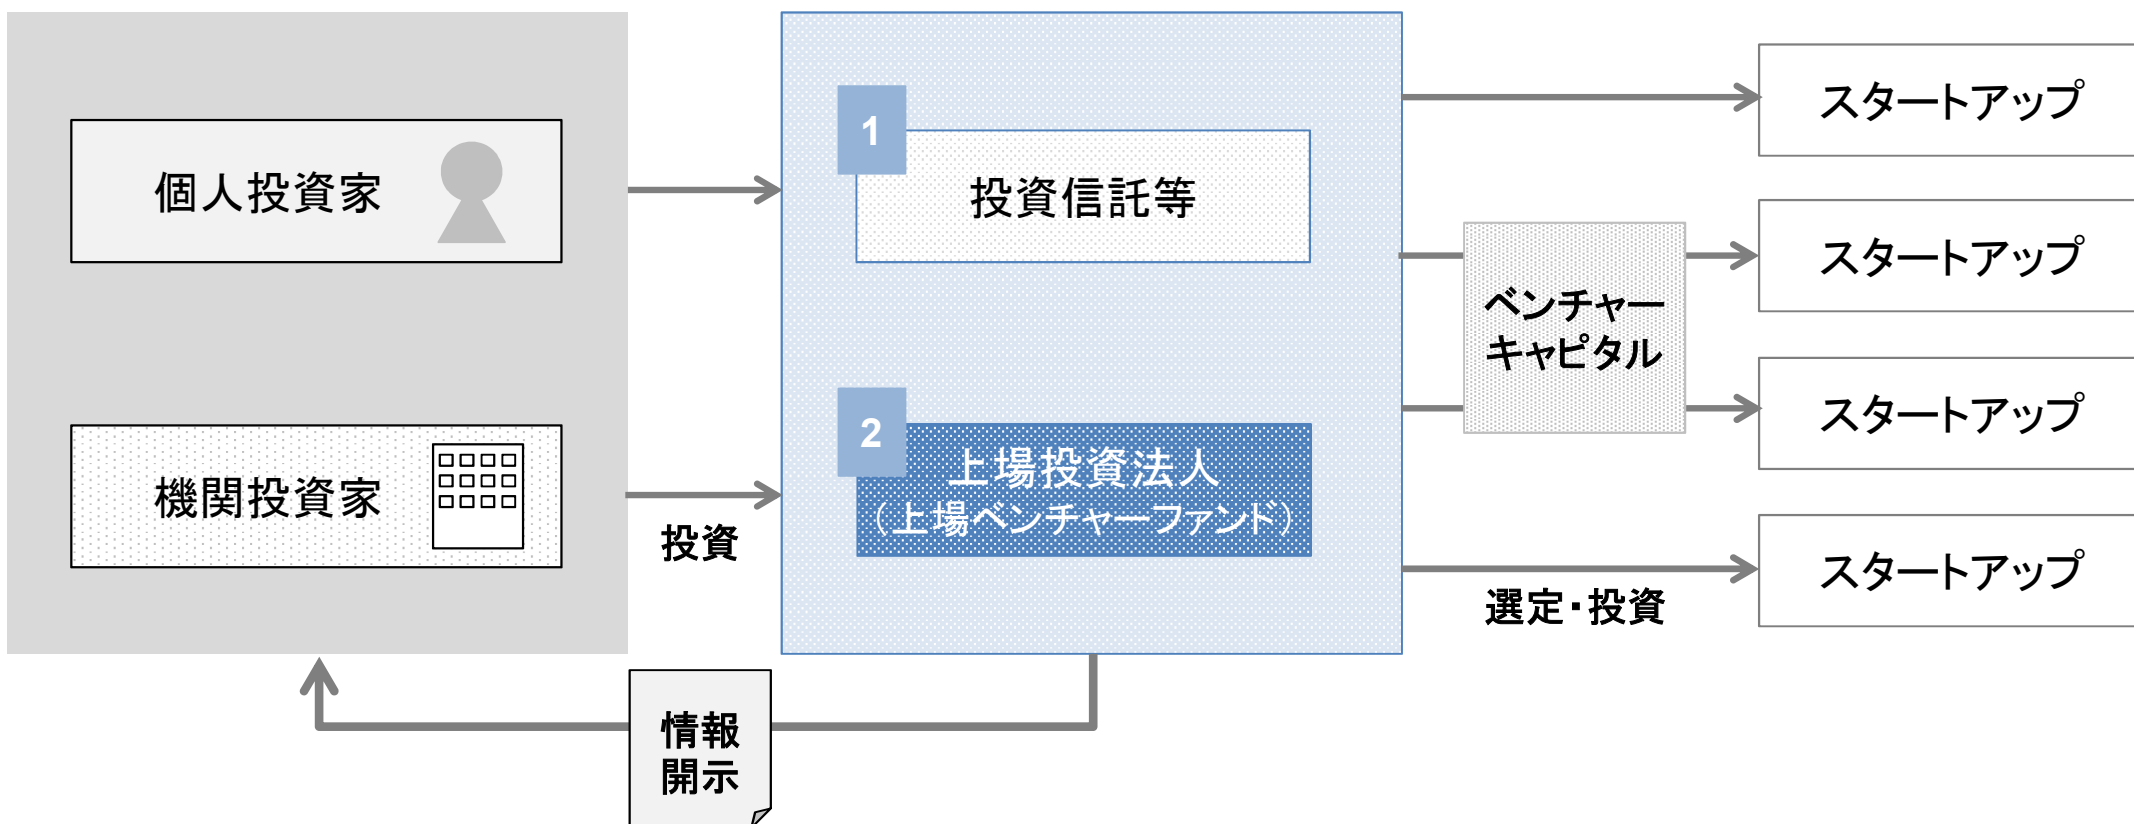 個人投資家
機関投資家
投資
1
投資信託等
2
上場投資法人
（上場ベンチャーファンド）
ベンチャー
キャピタル
選定・投資
スタートアップ
スタートアップ
スタートアップ
スタートアップ
情報
開示